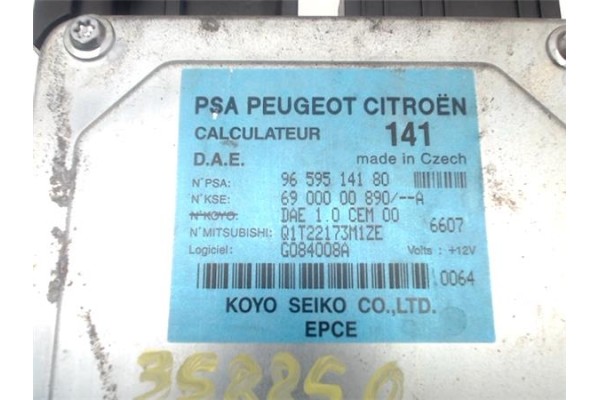 PSA PEUGEOT CITROËN
CALCULATEUR 141
D.A.E. made in Czech
N°PSA: 96 595 141 80
N°KSE: 69 000 00 890/--A
N°KOYO: DAE 1.0 CEM 00
6607
N°MITSUBISHI: Q1T22173M1ZE
Logiciel: G084008A Volts : +12V
0064
KOYO SEIKO CO.,LTD.
EPCE
358850